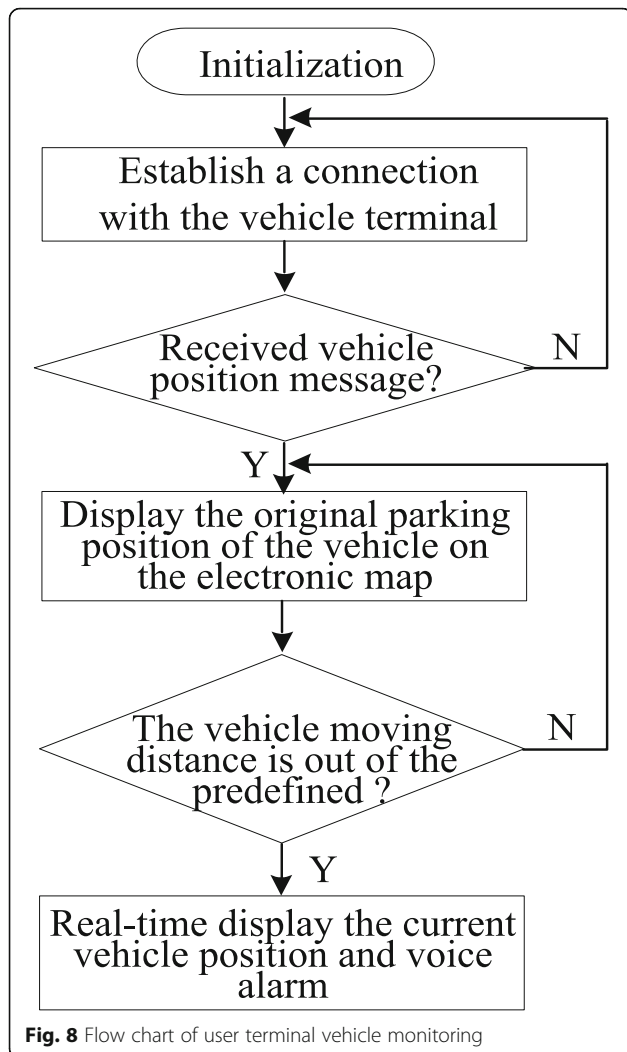 Initialization
Establish a connection
with the vehicle terminal
Received vehicle
position message?
N
Y
Display the original parking
position of the vehicle on
the electronic map
The vehicle moving
distance is out of the
predefined ?
N
Y
Real-time display the current
vehicle position and voice
alarm
Fig. 8 Flow chart of user terminal vehicle monitoring